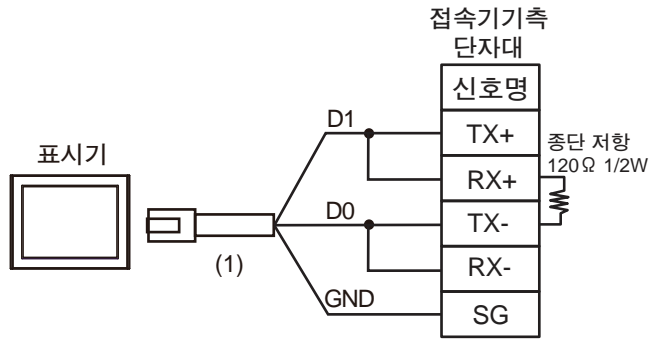 접속기기측
단자대
신호명
D1
TX+
종단 저항
120Ω 1/2W
표시기
RX+
D0
TX-
(1)
RX-
GND
SG